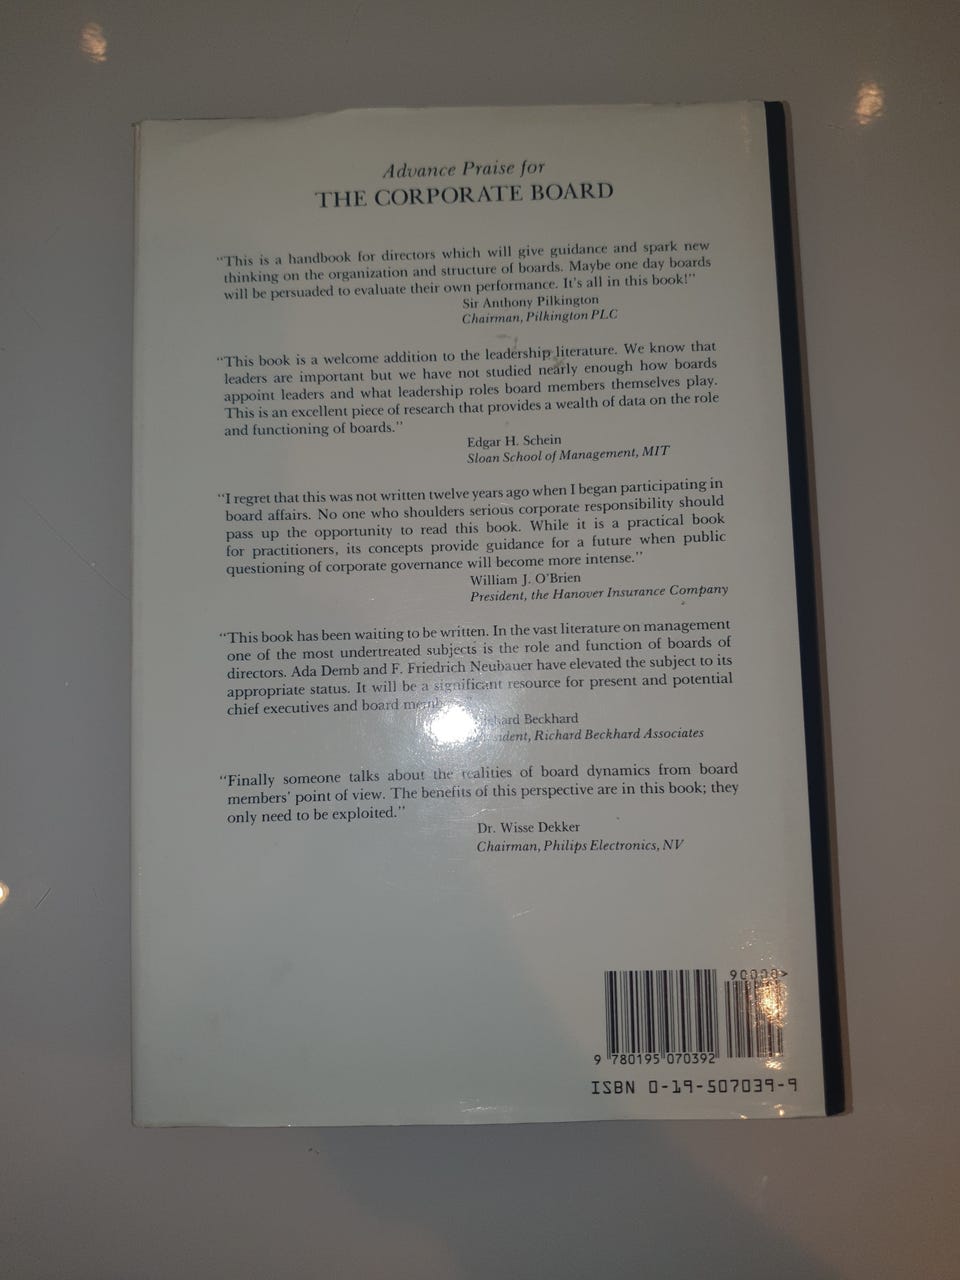 Advance Praise for
THE CORPORATE BOARD
"This is a handbook for directors which will give guidance and spark new
thinking on the organization and structure of boards. Maybe one day boards
will be persuaded to evaluate their own performance. It's all in this book!"
Sir Anthony Pilkington
Chairman, Pilkington PLC
"This book is a welcome addition to the leadership literature. We know that
leaders are important but we have not studied nearly enough how boards
appoint leaders and what leadership roles board members themselves play.
This is an excellent piece of research that provides a wealth of data on the role
and functioning of boards."
Edgar H. Schein
Sloan School of Management, MIT
"I regret that this was not written twelve years ago when I began participating in
board affairs. No one who shoulders serious corporate responsibility should
pass up the opportunity to read this book. While it is a practical book
for practitioners, its concepts provide guidance for a future when public
questioning of corporate governance will become more intense."
William J. O'Brien
President, the Hanover Insurance Company
"This book has been waiting to be written. In the vast literature on management
one of the most undertreated subjects is the role and function of boards of
directors. Ada Demb and F. Friedrich Neubauer have elevated the subject to its
appropriate status. It will be a significant resource for present and potential
chief executives and board
Beckhard
Richard Beckhard Associates
"Finally someone talks about the realities of board dynamics from board
members' point of view. The benefits of this perspective are in this book; they
only need to be exploited."
Dr. Wisse Dekker
Chairman, Philips Electronics, NV
90000>
9 780195 070392
ISBN 0-19-507039-9